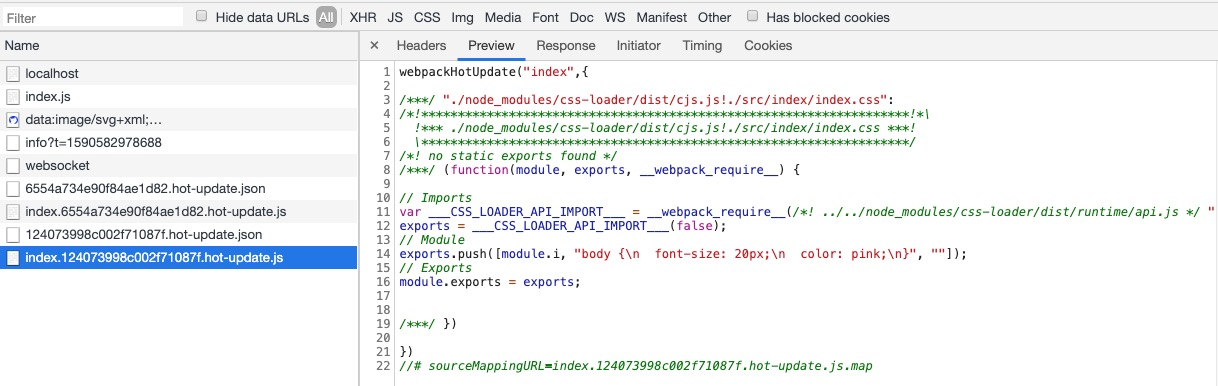 Filter Hide data URLs All XHR JS CSS Img Media Font Doc WS Manifest Other Has blocked cookies
Name
localhost
index.js
data:image/svg+xml;…
info?t=1590582978688
websocket
6554a734e90f84ae1d82.hot-update.json
index.6554a734e90f84ae1d82.hot-update.js
124073998c002f71087f.hot-update.json
index.124073998c002f71087f.hot-update.js
× Headers Preview Response Initiator Timing Cookies
1 webpackHotUpdate("index",{
2
3 /***/ "./node_modules/css-loader/dist/cjs.js!./src/index/index.css":
4 /*!******************************************************************!*\
5   !*** ./node_modules/css-loader/dist/cjs.js!./src/index/index.css ***!
6   \******************************************************************/
7 /*! no static exports found */
8 /***/ (function(module, exports, __webpack_require__) {
9
10 // Imports
11 var ___CSS_LOADER_API_IMPORT___ = __webpack_require__(/*! ../../node_modules/css-loader/dist/runtime/api.js */ "
12 exports = ___CSS_LOADER_API_IMPORT___(false);
13 // Module
14 exports.push([module.i, "body {\n  font-size: 20px;\n  color: pink;\n}", ""]);
15 // Exports
16 module.exports = exports;
17
18
19 /***/ })
20
21 })
22 //# sourceMappingURL=index.124073998c002f71087f.hot-update.js.map